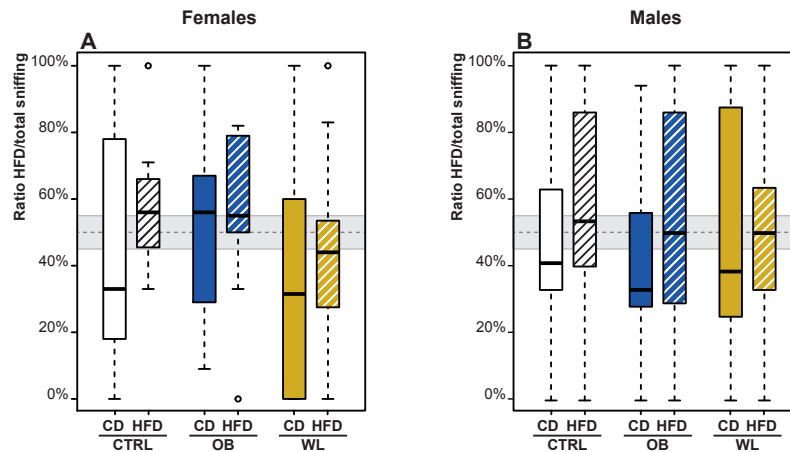 Females
Males
A
B
Ratio HFD/total sniffing
100%
80%
60%
40%
20%
0%
CD HFD CD HFD CD HFD
CTRL OB WL
Ratio HFD/total sniffing
100%
80%
60%
40%
20%
0%
CD HFD CD HFD CD HFD
CTRL OB WL